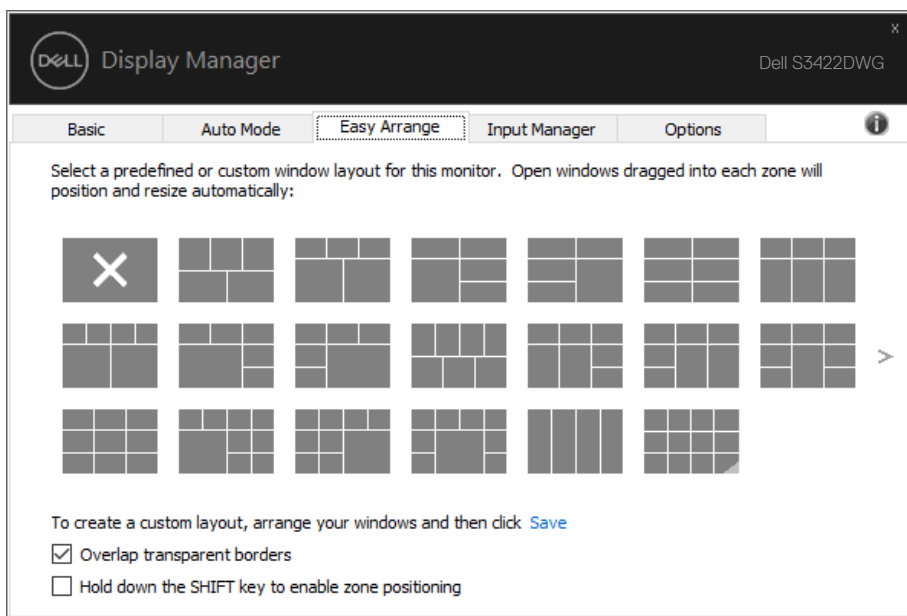 x
DELL Display Manager
Dell S3422DWG
Basic Auto Mode Easy Arrange Input Manager Options
Select a predefined or custom window layout for this monitor. Open windows dragged into each zone will
position and resize automatically:
>
To create a custom layout, arrange your windows and then click Save
Overlap transparent borders
Hold down the SHIFT key to enable zone positioning